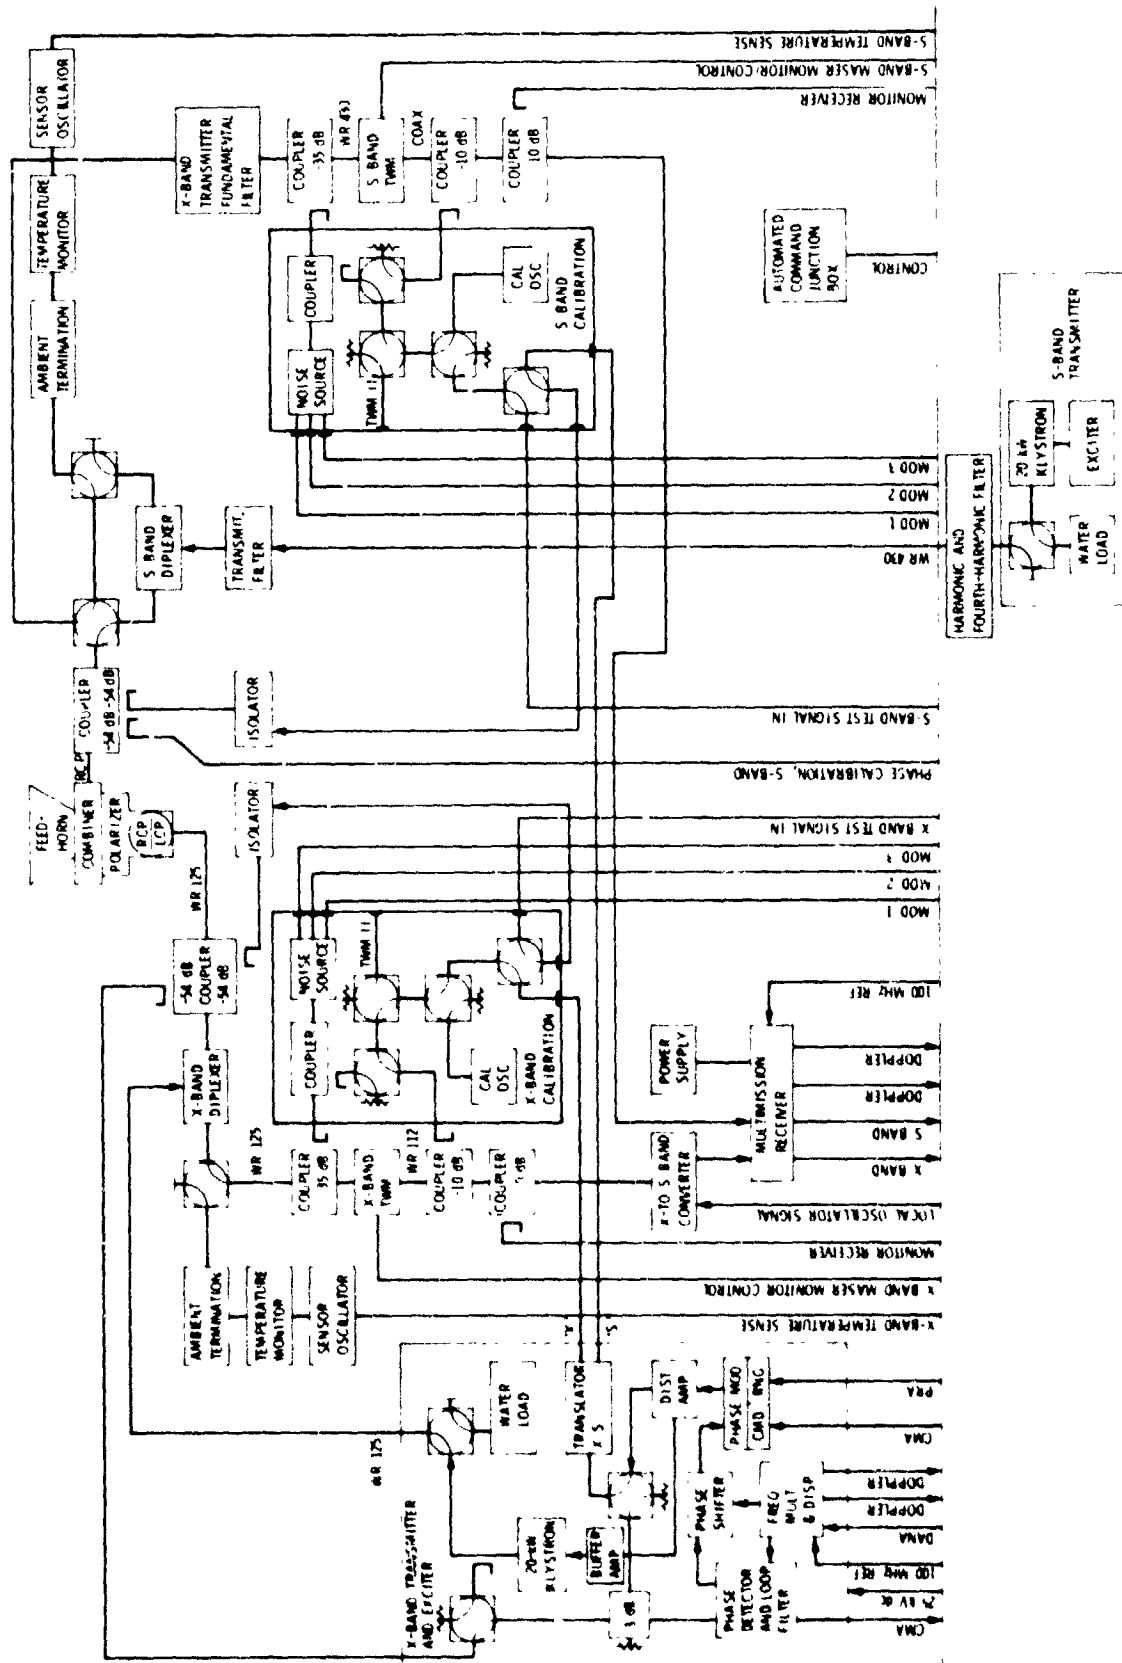 FEED-
HORN
COMBINER
POLARIZER
RCP
LCP
RCP
COUPLER
-54 dB -54 dB
SENSOR
OSCILLATOR
TEMPERATURE
MONITOR
AMBIENT
TERMINATION
X-BAND
TRANSMITTER
FUNDAMENTAL
FILTER
S BAND
DIPLEXER
TRANSMIT
FILTER
ISOLATOR
ISOLATOR
WR 125
-54 dB
COUPLER
-54 dB
X-BAND
DIPLEXER
WR 125
AMBIENT
TERMINATION
TEMPERATURE
MONITOR
SENSOR
OSCILLATOR
COUPLER
-35 dB
S BAND
TWM
COAX
COUPLER
-10 dB
COUPLER
10 dB
NOISE
SOURCE
COUPLER
TWM II
CAL
OSC
S BAND
CALIBRATION
COUPLER
35 dB
X-BAND
TWM
WR 112
COUPLER
-10 dB
COUPLER
NOISE
SOURCE
COUPLER
TWM II
CAL
OSC
X-BAND
CALIBRATION
AUTOMATED
COMMAND
JUNCTION
BOX
POWER
SUPPLY
X-TO S BAND
CONVERTER
MULTIMISSION
RECEIVER
WR 125
X-BAND TRANSMITTER
AND EXCITER
WATER
LOAD
20-kW
KLYSTRON
BUFFER
AMP
TRANSLATOR
X S
DIST
AMP
3 dB
PHASE
SHIFTER
PHASE MOD
CMD
RNG
PHASE
DETECTOR
AND LOOP
FILTER
FREQ
MULT
& DISP
CMA
100 MHz REF
DANA
DOPPLER
DOPPLER
CMA
PRA
X-BAND TEMPERATURE SENSE
X BAND MASER MONITOR CONTROL
MONITOR RECEIVER
LOCAL OSCILLATOR SIGNAL
X BAND
S BAND
DOPPLER
DOPPLER
100 MHz REF
MOD 1
MOD 2
MOD 3
X BAND TEST SIGNAL IN
PHASE CALIBRATION, S-BAND
S-BAND TEST SIGNAL IN
WR 430
MOD 1
MOD 2
MOD 3
CONTROL
MONITOR RECEIVER
S-BAND MASER MONITOR/CONTROL
S-BAND TEMPERATURE SENSE
HARMONIC AND
FOURTH-HARMONIC FILTER
20 kW
KLYSTRON
EXCITER
WATER
LOAD
S-BAND
TRANSMITTER